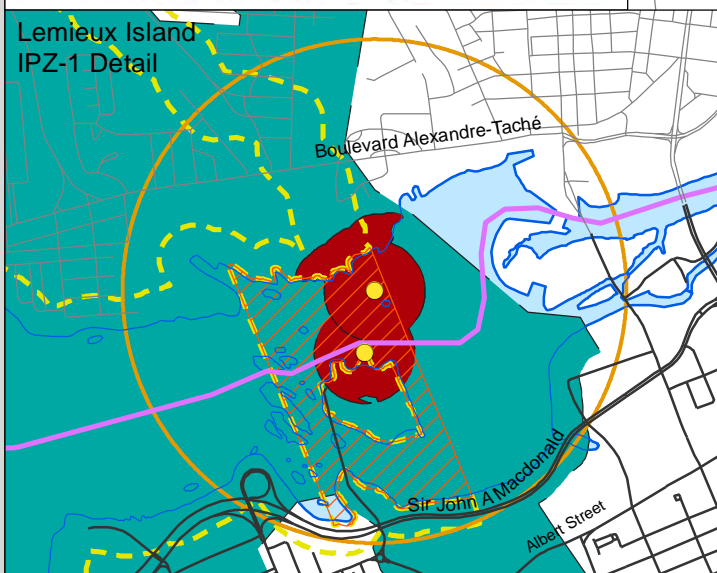 Lemieux Island
IPZ-1 Detail
Boulevard Alexandre-Taché
Sir John A Macdonald
Albert Street